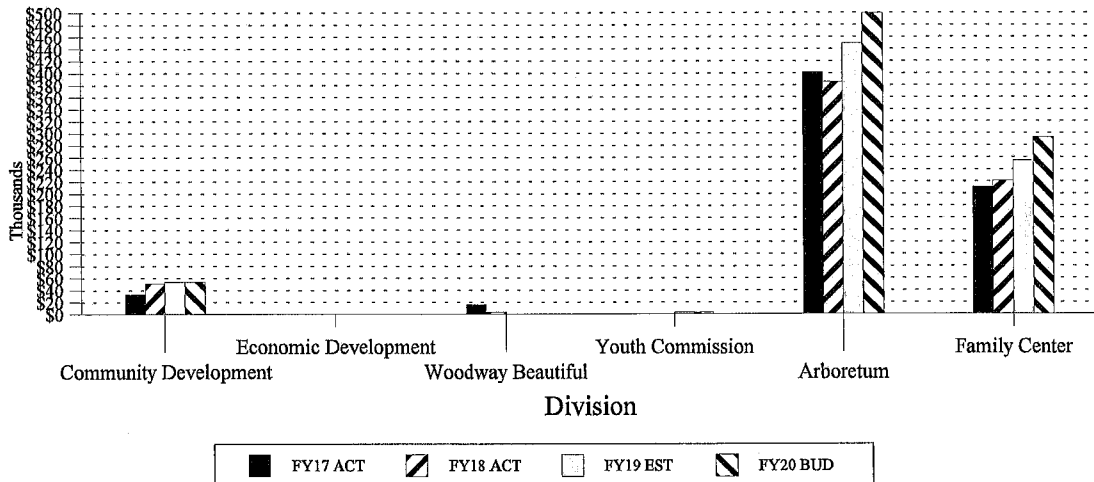 $500
$480
$460
$440
$420
$400
$380
$360
$340
$320
$300
$280
$260
$240
$220
$200
$180
$160
$140
$120
$100
$80
$60
$40
$20
$0
Thousands
Economic Development
Youth Commission
Family Center
Community Development
Woodway Beautiful
Arboretum
Division
FY17 ACT
FY18 ACT
FY19 EST
FY20 BUD